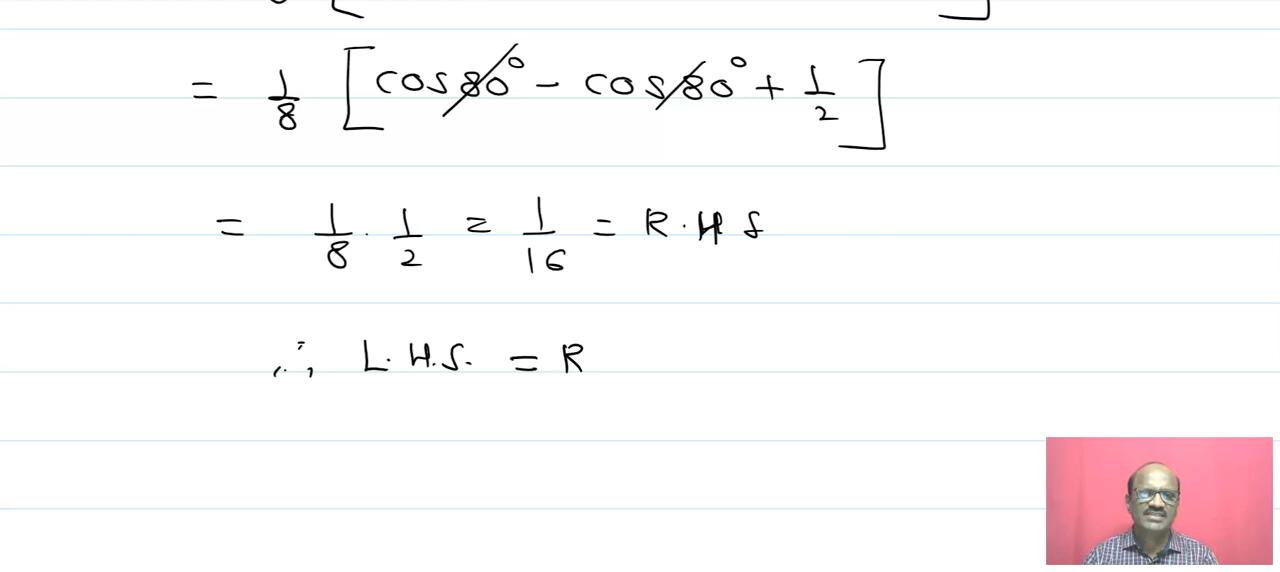 = 1/8 [cos 80° - cos 80° + 1/2]
= 1/8 . 1/2 = 1/16 = R.H S
∴ L.H.S. = R